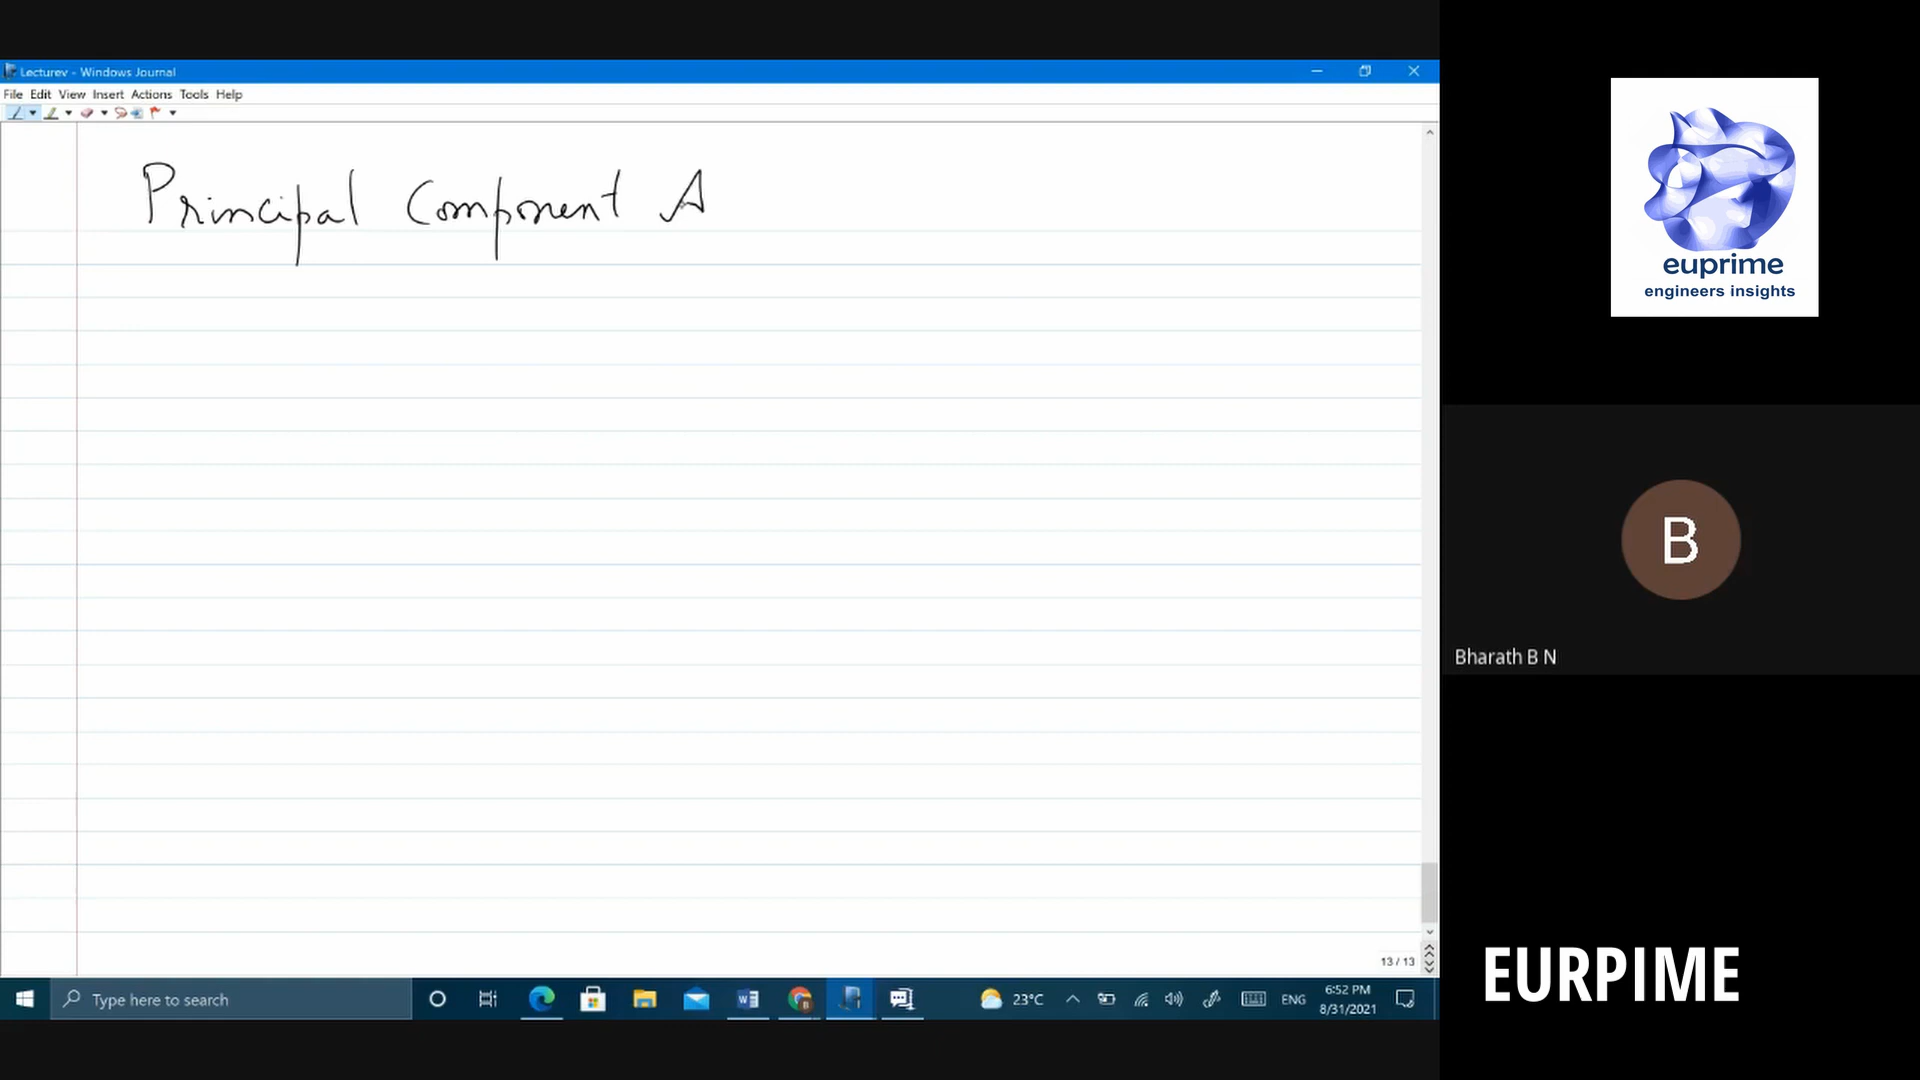 Lecturev - Windows Journal
File Edit View Insert Actions Tools Help
Principal Component A
13 / 13
Type here to search
23°C
ENG
6:52 PM
8/31/2021
euprime
engineers insights
B
Bharath B N
EURPIME